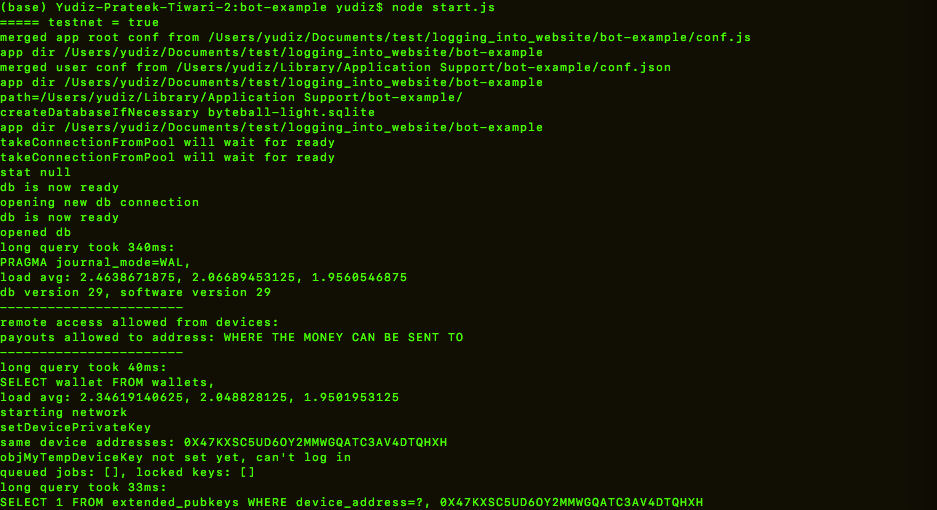 (base) Yudiz-Prateek-Tiwari-2:bot-example yudiz$ node start.js
===== testnet = true
merged app root conf from /Users/yudiz/Documents/test/logging_into_website/bot-example/conf.js
app dir /Users/yudiz/Documents/test/logging_into_website/bot-example
merged user conf from /Users/yudiz/Library/Application Support/bot-example/conf.json
app dir /Users/yudiz/Documents/test/logging_into_website/bot-example
path=/Users/yudiz/Library/Application Support/bot-example/
createDatabaseIfNecessary byteball-light.sqlite
app dir /Users/yudiz/Documents/test/logging_into_website/bot-example
takeConnectionFromPool will wait for ready
takeConnectionFromPool will wait for ready
stat null
db is now ready
opening new db connection
db is now ready
opened db
long query took 340ms:
PRAGMA journal_mode=WAL,
load avg: 2.4638671875, 2.06689453125, 1.9560546875
db version 29, software version 29
-----------------------
remote access allowed from devices:
payouts allowed to address: WHERE THE MONEY CAN BE SENT TO
-----------------------
long query took 40ms:
SELECT wallet FROM wallets,
load avg: 2.34619140625, 2.048828125, 1.9501953125
starting network
setDevicePrivateKey
same device addresses: 0X47KXSC5UD6OY2MMWGQATC3AV4DTQHXH
objMyTempDeviceKey not set yet, can't log in
queued jobs: [], locked keys: []
long query took 33ms:
SELECT 1 FROM extended_pubkeys WHERE device_address=?, 0X47KXSC5UD6OY2MMWGQATC3AV4DTQHXH